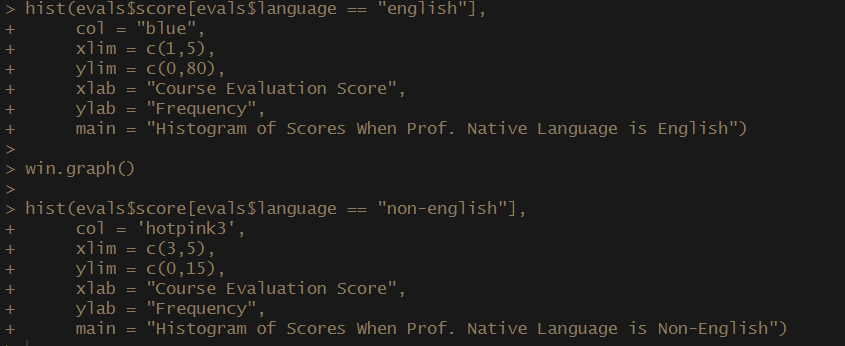 > hist(evals$score[evals$language == "english"],
+      col = "blue",
+      xlim = c(1,5),
+      ylim = c(0,80),
+      xlab = "Course Evaluation Score",
+      ylab = "Frequency",
+      main = "Histogram of Scores When Prof. Native Language is English")
>
> win.graph()
>
> hist(evals$score[evals$language == "non-english"],
+      col = 'hotpink3',
+      xlim = c(3,5),
+      ylim = c(0,15),
+      xlab = "Course Evaluation Score",
+      ylab = "Frequency",
+      main = "Histogram of Scores When Prof. Native Language is Non-English")
>